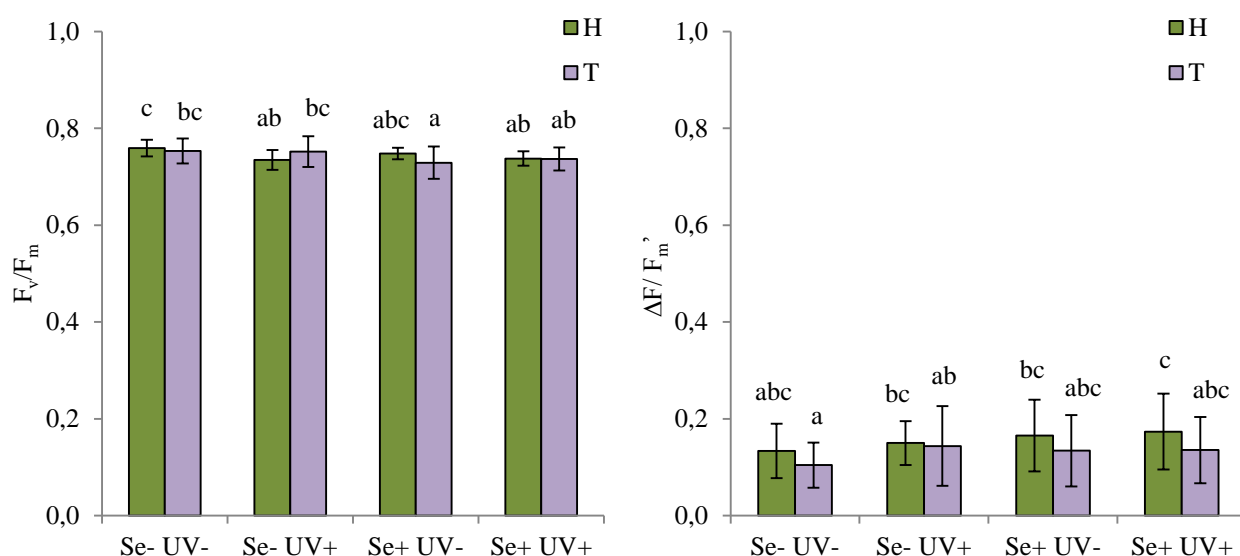 1,0
0,8
0,6
0,4
0,2
0,0
Fv/Fm
H
T
c
bc
ab
bc
abc
a
ab
ab
Se- UV-
Se- UV+
Se+ UV-
Se+ UV+
1,0
0,8
0,6
0,4
0,2
0,0
ΔF/ Fm’
H
T
abc
a
bc
ab
bc
abc
c
abc
Se- UV-
Se- UV+
Se+ UV-
Se+ UV+